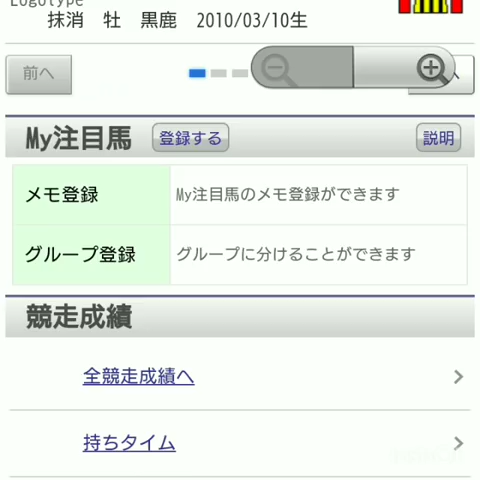 Logotype
抹消 牡 黒鹿 2010/03/10生
前へ
My注目馬 登録する 説明
メモ登録 My注目馬のメモ登録ができます
グループ登録 グループに分けることができます
競走成績
全競走成績へ
持ちタイム